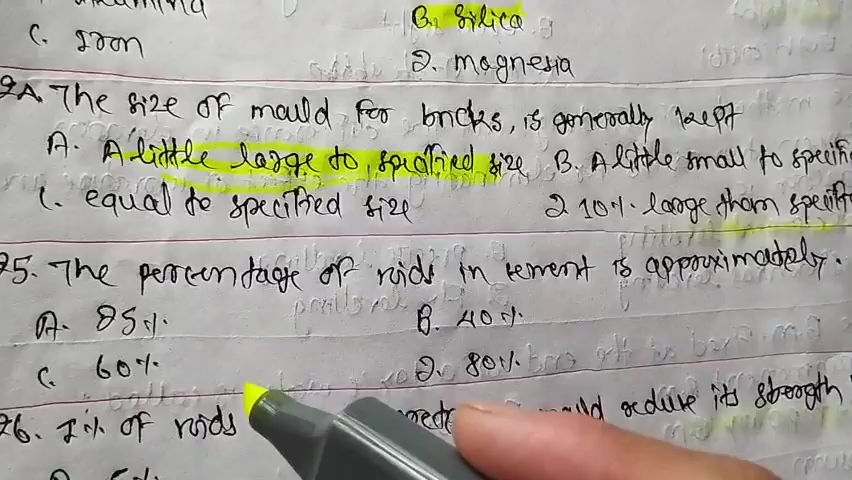 B. Silica
C. Iron
D. magnesia
24. The size of mould for bricks, is generally kept
A. A little large to specified size B. A little small to specifi
C. equal to specified size D 10% large than specifi
25. The percentage of voids in cement is approximately.
A. 85% B. 40%
C. 60% D. 80%
26. 1% of voids reduce its strength